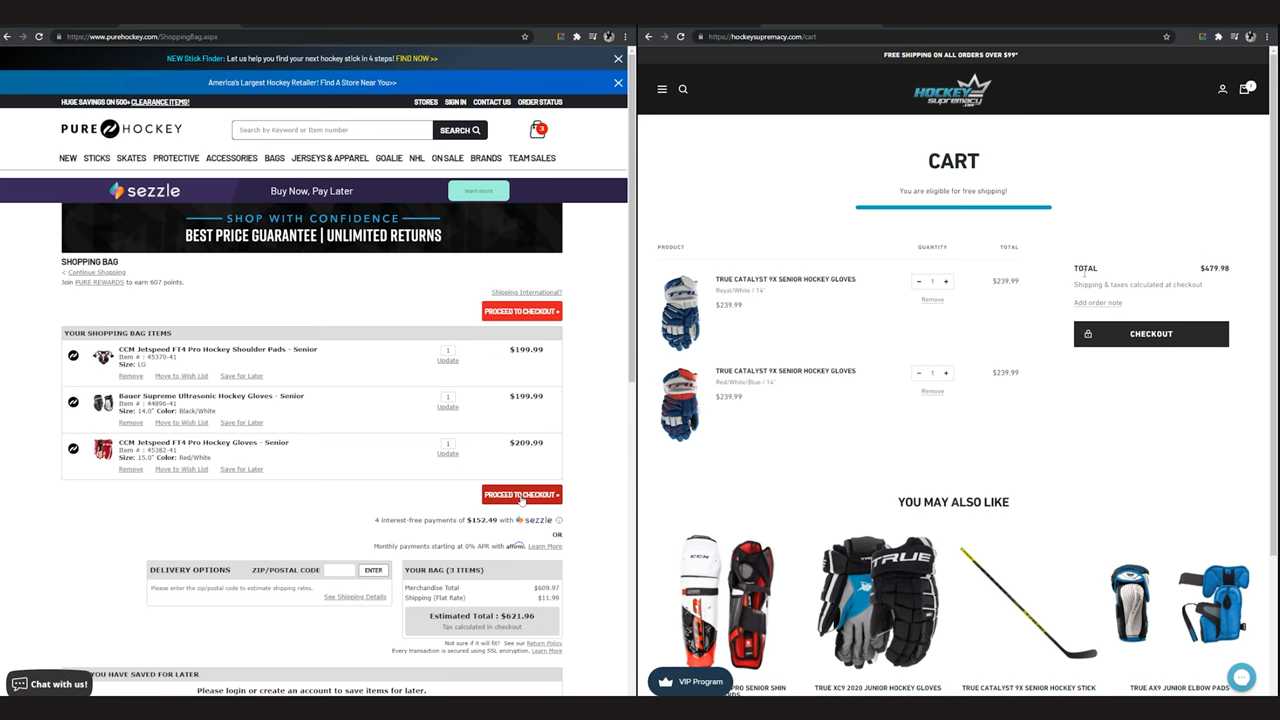 https://www.purehockey.com/ShoppingBag.aspx
NEW Stick Finder: Let us help you find your next hockey stick in 4 steps! FIND NOW >>
America's Largest Hockey Retailer! Find A Store Near You>>
HUGE SAVINGS ON 500+ CLEARANCE ITEMS!
STORES SIGN IN CONTACT US ORDER STATUS
PURE HOCKEY
Search by Keyword or Item number
SEARCH
3
NEW STICKS SKATES PROTECTIVE ACCESSORIES BAGS JERSEYS & APPAREL GOALIE NHL ON SALE BRANDS TEAM SALES
sezzle Buy Now, Pay Later learn more
SHOP WITH CONFIDENCE
BEST PRICE GUARANTEE | UNLIMITED RETURNS
SHOPPING BAG
< Continue Shopping
Join PURE REWARDS to earn 607 points.
Shipping International?
PROCEED TO CHECKOUT »
YOUR SHOPPING BAG ITEMS
CCM Jetspeed FT4 Pro Hockey Shoulder Pads - Senior
Item # : 45370-41
Size: LG
Remove Move to Wish List Save for Later
1
Update
$199.99
Bauer Supreme Ultrasonic Hockey Gloves - Senior
Item # : 44896-41
Size: 14.0" Color: Black/White
Remove Move to Wish List Save for Later
1
Update
$199.99
CCM Jetspeed FT4 Pro Hockey Gloves - Senior
Item # : 45382-41
Size: 15.0" Color: Red/White
Remove Move to Wish List Save for Later
1
Update
$209.99
PROCEED TO CHECKOUT »
4 interest-free payments of $152.49 with sezzle
OR
Monthly payments starting at 0% APR with affirm. Learn More
DELIVERY OPTIONS ZIP/POSTAL CODE ENTER
Please enter the zip/postal code to estimate shipping rates.
See Shipping Details
YOUR BAG (3 ITEMS)
Merchandise Total $609.97
Shipping (Flat Rate) $11.99
Estimated Total : $621.96
Tax calculated in checkout
Not sure if it will fit? See our Return Policy
Every transaction is secured using SSL encryption. Learn More
YOU HAVE SAVED FOR LATER
Please login or create an account to save items for later.
Chat with us!
https://hockeysupremacy.com/cart
FREE SHIPPING ON ALL ORDERS OVER $99*
HOCKEY
SUPREMACY
.COM
CART
You are eligible for free shipping!
PRODUCT QUANTITY TOTAL
TRUE CATALYST 9X SENIOR HOCKEY GLOVES
Royal/White / 14"
$239.99
− 1 +
Remove
$239.99
TRUE CATALYST 9X SENIOR HOCKEY GLOVES
Red/White/Blue / 14"
$239.99
− 1 +
Remove
$239.99
TOTAL $479.98
Shipping & taxes calculated at checkout
Add order note
CHECKOUT
YOU MAY ALSO LIKE
CCM
TRUE
PRO SENIOR SHIN
TRUE XC9 2020 JUNIOR HOCKEY GLOVES
TRUE CATALYST 9X SENIOR HOCKEY STICK
TRUE AX9 JUNIOR ELBOW PADS
VIP Program